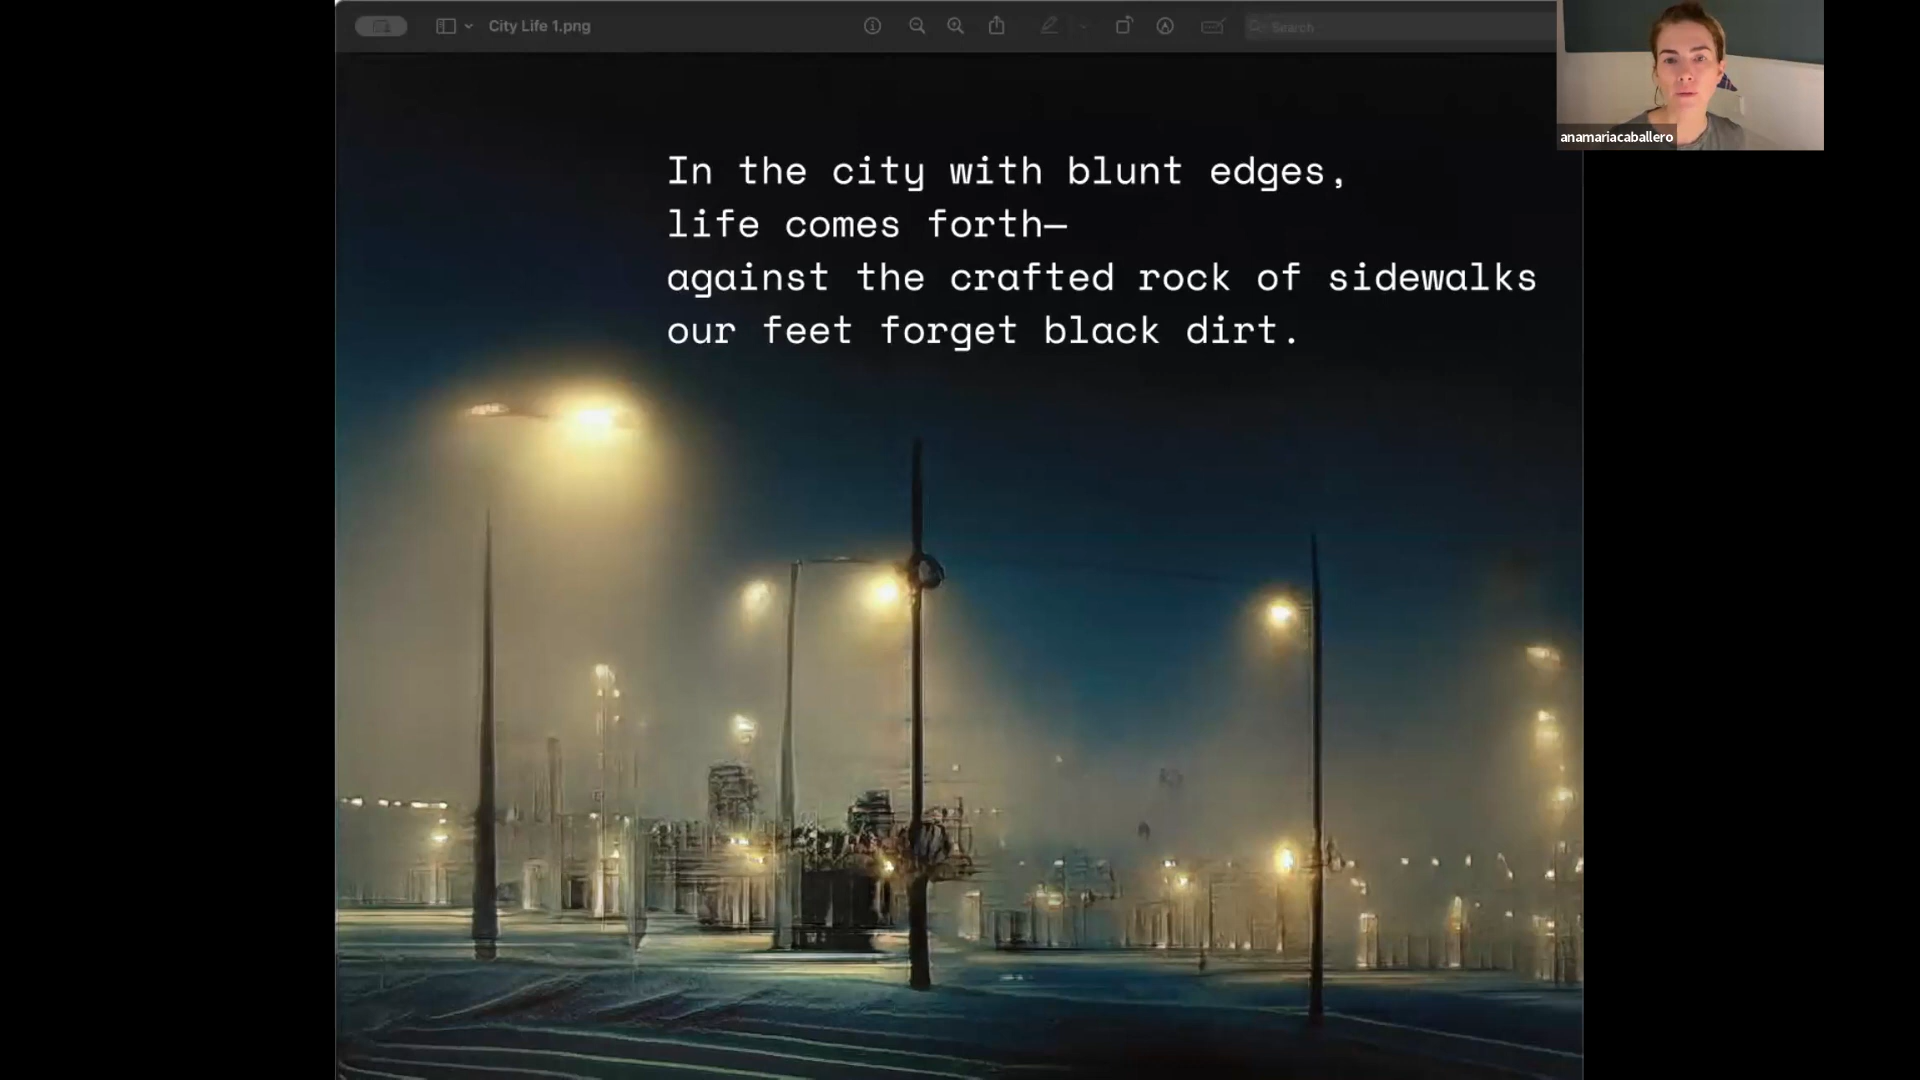 City Life 1.png
Search
anamariacaballero
In the city with blunt edges,
life comes forth—
against the crafted rock of sidewalks
our feet forget black dirt.